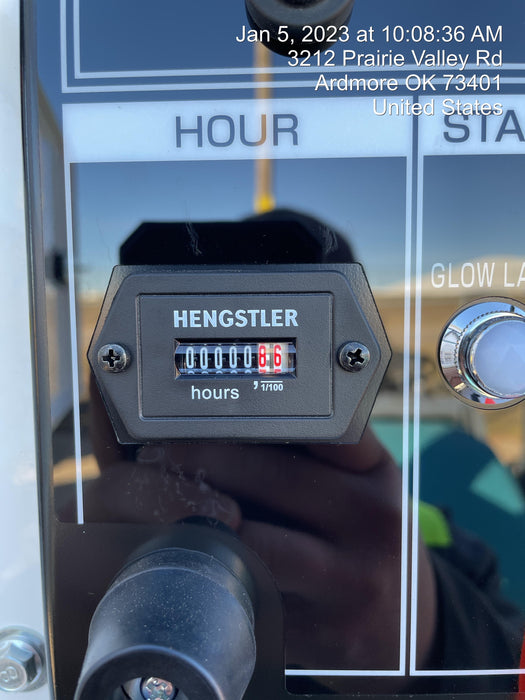 Jan 5, 2023 at 10:08:36 AM
3212 Prairie Valley Rd
Ardmore OK 73401
United States
HOUR
STA
GLOW LA
HENGSTLER
0000086
hours , 1/100
8